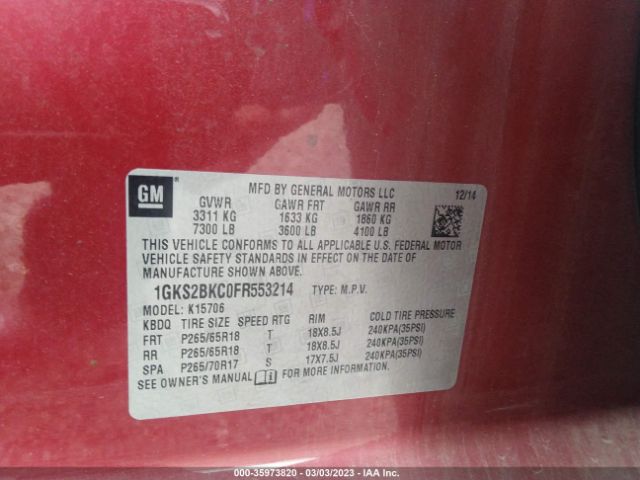 GM ®
MFD BY GENERAL MOTORS LLC 12/14
GVWR GAWR FRT GAWR RR
3311 KG 1633 KG 1860 KG
7300 LB 3600 LB 4100 LB
THIS VEHICLE CONFORMS TO ALL APPLICABLE U.S. FEDERAL MOTOR
VEHICLE SAFETY STANDARDS IN EFFECT ON THE DATE OF
MANUFACTURE SHOWN ABOVE.
1GKS2BKC0FR553214 TYPE: M.P.V.
MODEL: K15706
KBDQ TIRE SIZE SPEED RTG RIM COLD TIRE PRESSURE
FRT P265/65R18 T 18X8.5J 240KPA(35PSI)
RR P265/65R18 T 18X8.5J 240KPA(35PSI)
SPA P265/70R17 S 17X7.5J 240KPA(35PSI)
SEE OWNER'S MANUAL FOR MORE INFORMATION.
000-35973820 / 03/03/2023 - © IAA Inc.